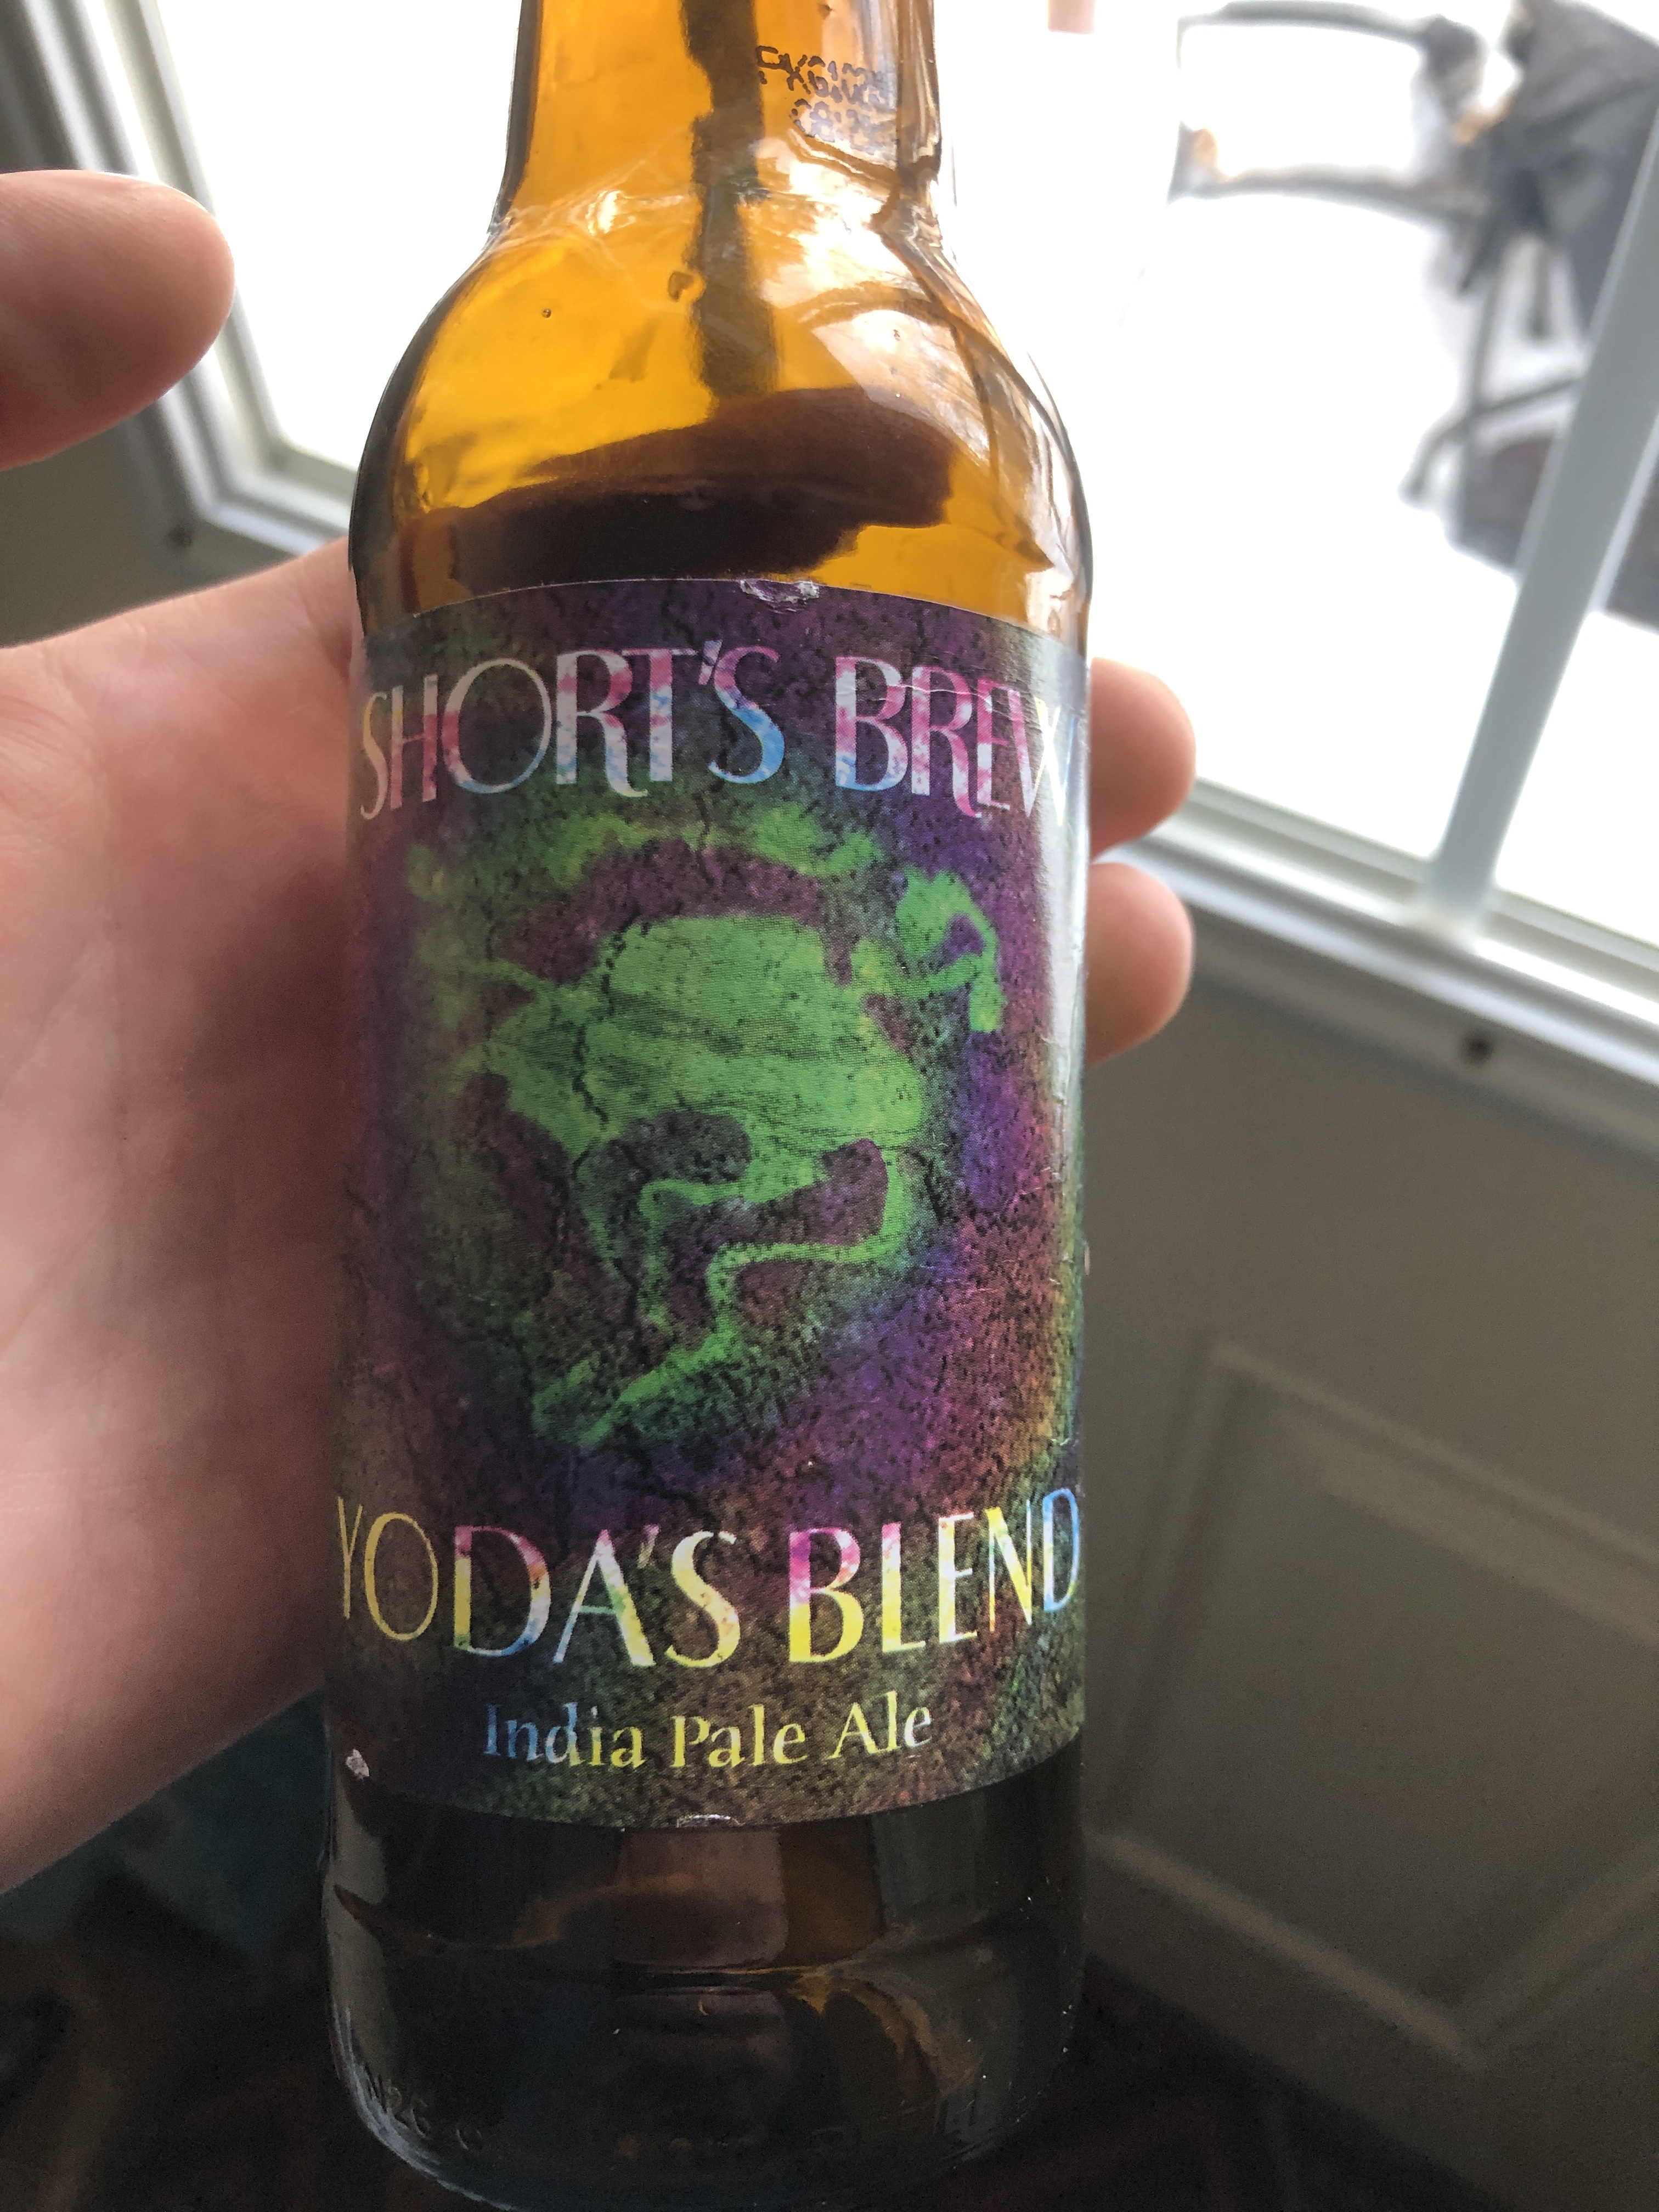 SHORT'S BREW
YODA'S BLEND
India Pale Ale